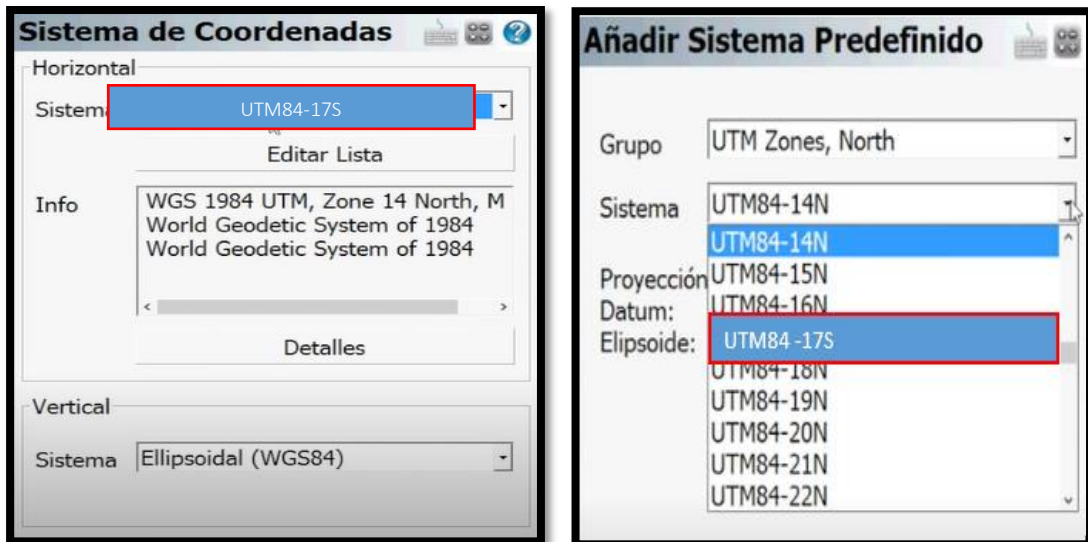 Sistema de Coordenadas
Horizontal
Sistema UTM84-17S
Editar Lista
Info WGS 1984 UTM, Zone 14 North, M
World Geodetic System of 1984
World Geodetic System of 1984
Detalles
Vertical
Sistema Ellipsoidal (WGS84)
Añadir Sistema Predefinido
Grupo UTM Zones, North
Sistema UTM84-14N
UTM84-14N
Proyección UTM84-15N
Datum: UTM84-16N
Elipsoide: UTM84 -17S
UTM84-18N
UTM84-19N
UTM84-20N
UTM84-21N
UTM84-22N